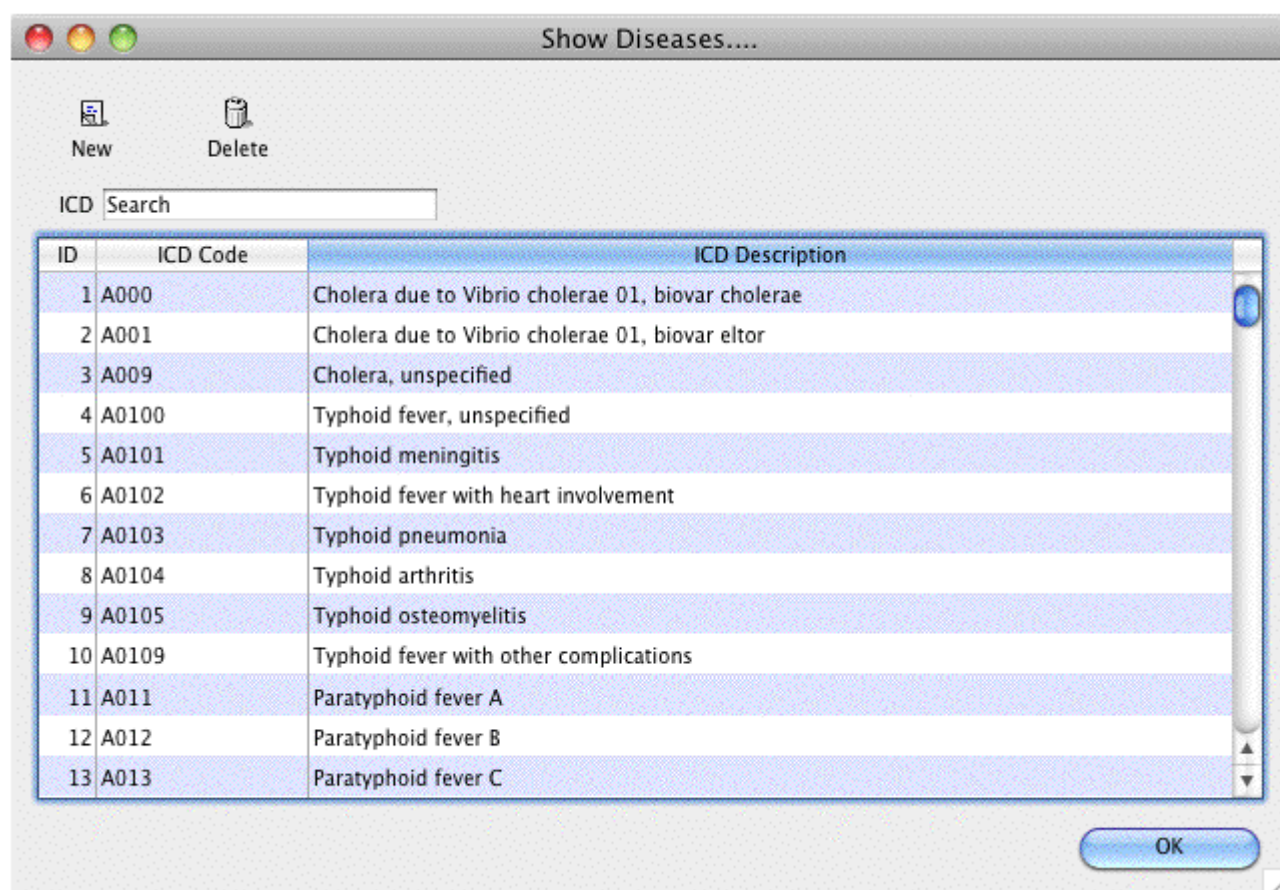 Show Diseases....
New Delete
ICD Search
ID ICD Code ICD Description
1 A000 Cholera due to Vibrio cholerae 01, biovar cholerae
2 A001 Cholera due to Vibrio cholerae 01, biovar eltor
3 A009 Cholera, unspecified
4 A0100 Typhoid fever, unspecified
5 A0101 Typhoid meningitis
6 A0102 Typhoid fever with heart involvement
7 A0103 Typhoid pneumonia
8 A0104 Typhoid arthritis
9 A0105 Typhoid osteomyelitis
10 A0109 Typhoid fever with other complications
11 A011 Paratyphoid fever A
12 A012 Paratyphoid fever B
13 A013 Paratyphoid fever C
OK